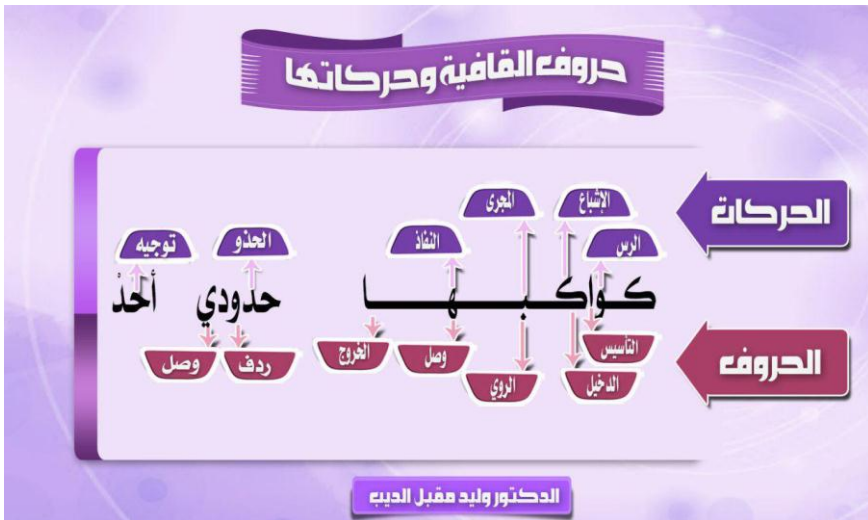 حروف القافية وحركاتها
الحركات
الإشباع
المجرى
الرس
النفاذ
الحذو
توجيه
كواكبها
حدودي
أحدْ
الحروف
التأسيس
الدخيل
الروي
وصل
الخروج
ردف
وصل
الدكتور وليد مقبل الديب